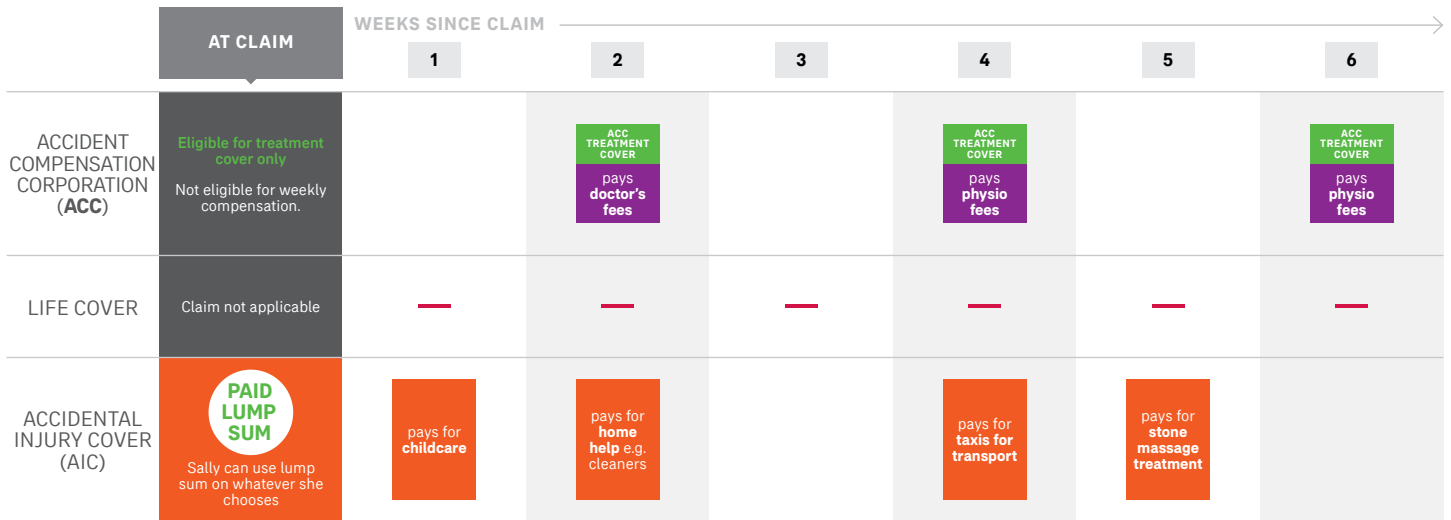 AT CLAIM
WEEKS SINCE CLAIM
1
2
3
4
5
6
ACCIDENT
COMPENSATION
CORPORATION
(ACC)
Eligible for treatment
cover only
Not eligible for weekly
compensation.
ACC
TREATMENT
COVER
pays
doctor's
fees
ACC
TREATMENT
COVER
pays
physio
fees
ACC
TREATMENT
COVER
pays
physio
fees
LIFE COVER
Claim not applicable
ACCIDENTAL
INJURY COVER
(AIC)
PAID
LUMP
SUM
Sally can use lump
sum on whatever she
chooses
pays for
childcare
pays for
home
help e.g.
cleaners
pays for
taxis for
transport
pays for
stone
massage
treatment